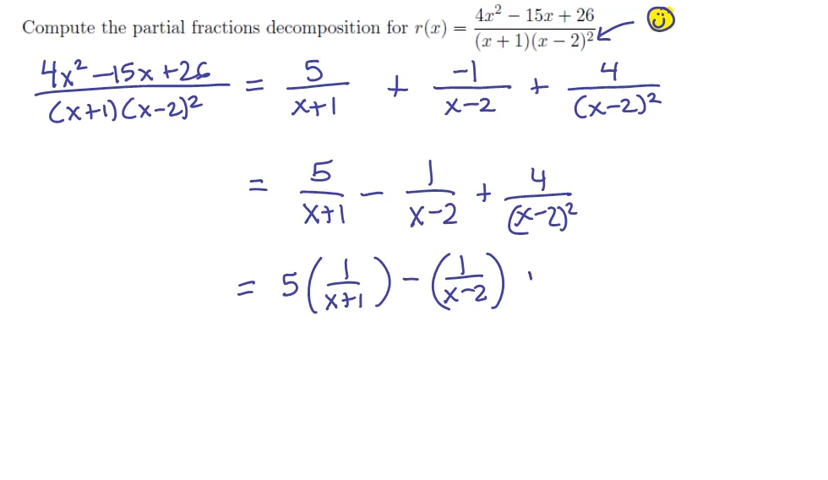 Compute the partial fractions decomposition for r(x) = (4x² − 15x + 26)/((x + 1)(x − 2)²)
(4x² −15x +26)/((x+1)(x−2)²) = 5/(x+1) + −1/(x−2) + 4/(x−2)²
= 5/(x+1) − 1/(x−2) + 4/(x−2)²
= 5(1/(x+1)) − (1/(x−2))